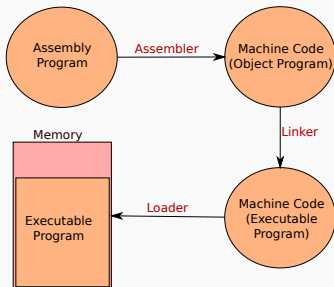 Assembly
Program
Assembler
Machine Code
(Object Program)
Linker
Machine Code
(Executable
Program)
Loader
Memory
Executable
Program